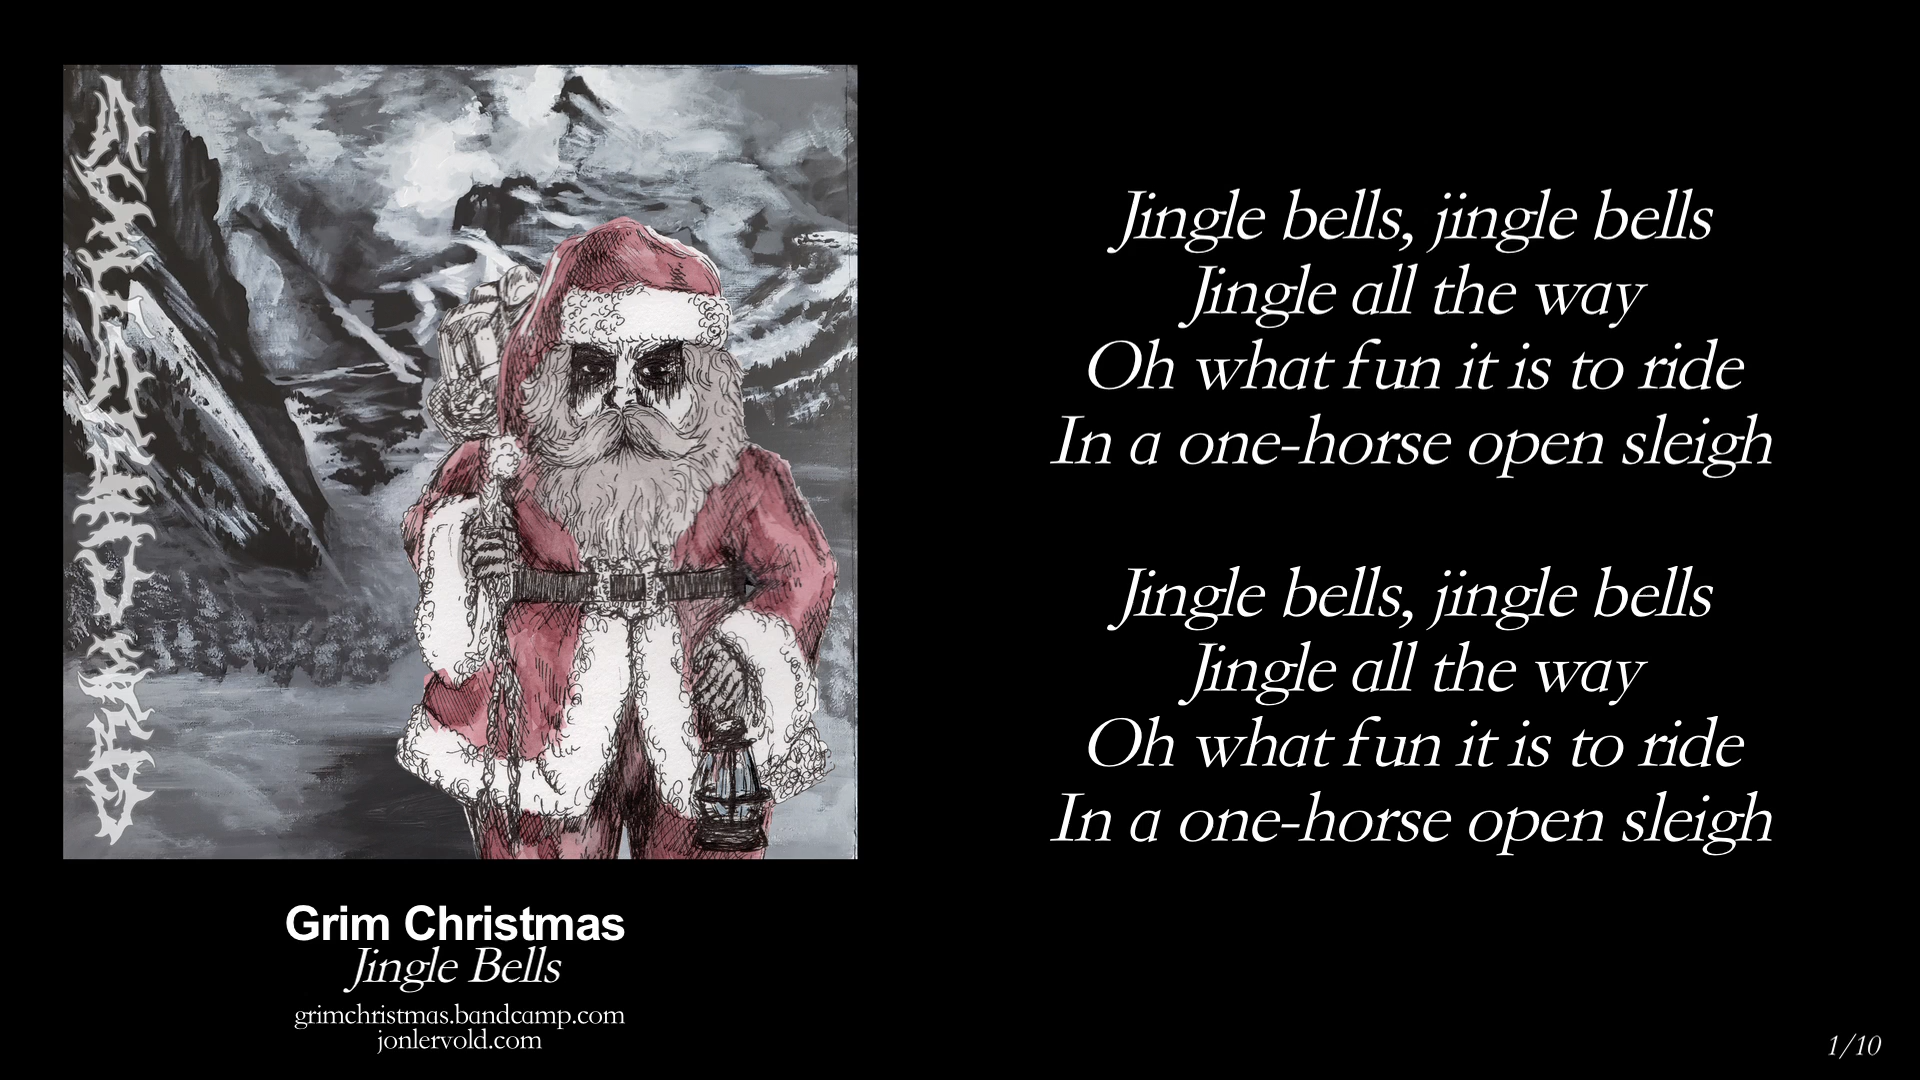 Jingle bells, jingle bells
Jingle all the way
Oh what fun it is to ride
In a one-horse open sleigh
Jingle bells, jingle bells
Jingle all the way
Oh what fun it is to ride
In a one-horse open sleigh
Grim Christmas
Jingle Bells
grimchristmas.bandcamp.com
jonlervold.com
1/10